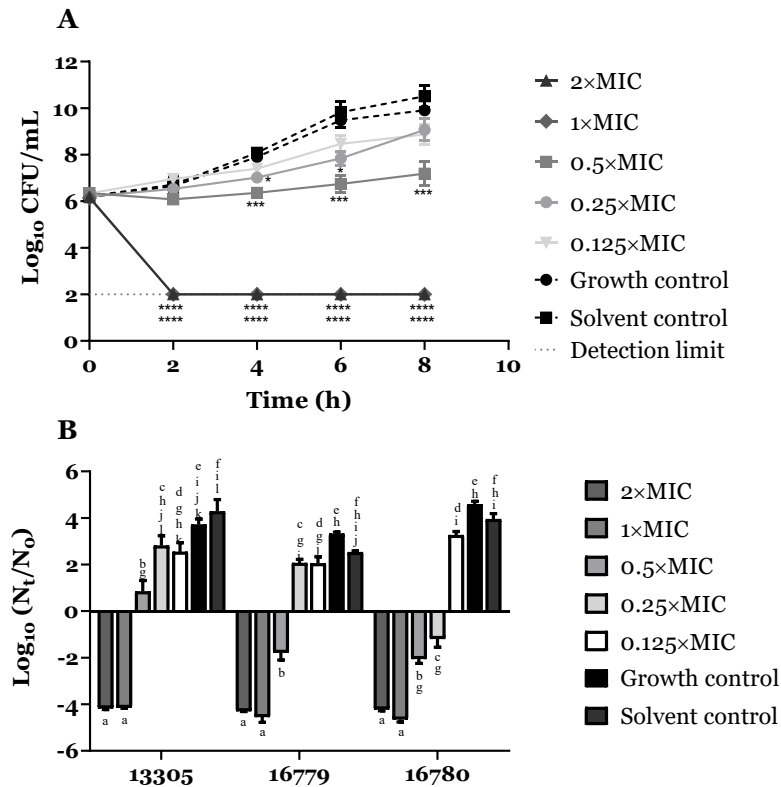 A
Log₁₀ CFU/mL
12
10
8
6
4
2
0
* * 
*** *** ***
**** **** **** ****
**** **** **** ****
0 2 4 6 8 10
Time (h)
2×MIC
1×MIC
0.5×MIC
0.25×MIC
0.125×MIC
Growth control
Solvent control
Detection limit
B
Log₁₀ (Nₜ/N₀)
6
4
2
0
-2
-4
-6
a
a
b
g
c
h
j
l
d
g
h
k
e
i
j
k
f
i
l
a
a
b
c
g
d
g
e
h
f
h
i
j
a
a
b
g
c
g
d
i
e
h
f
h
i
13305 16779 16780
2×MIC
1×MIC
0.5×MIC
0.25×MIC
0.125×MIC
Growth control
Solvent control